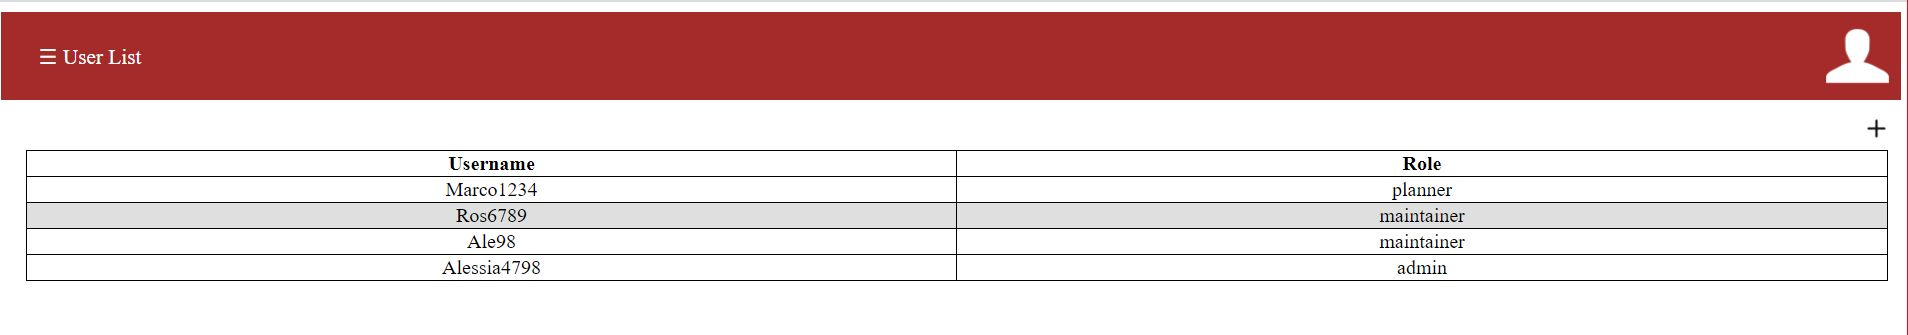 ☰ User List
+
Username Role
Marco1234 planner
Ros6789 maintainer
Ale98 maintainer
Alessia4798 admin